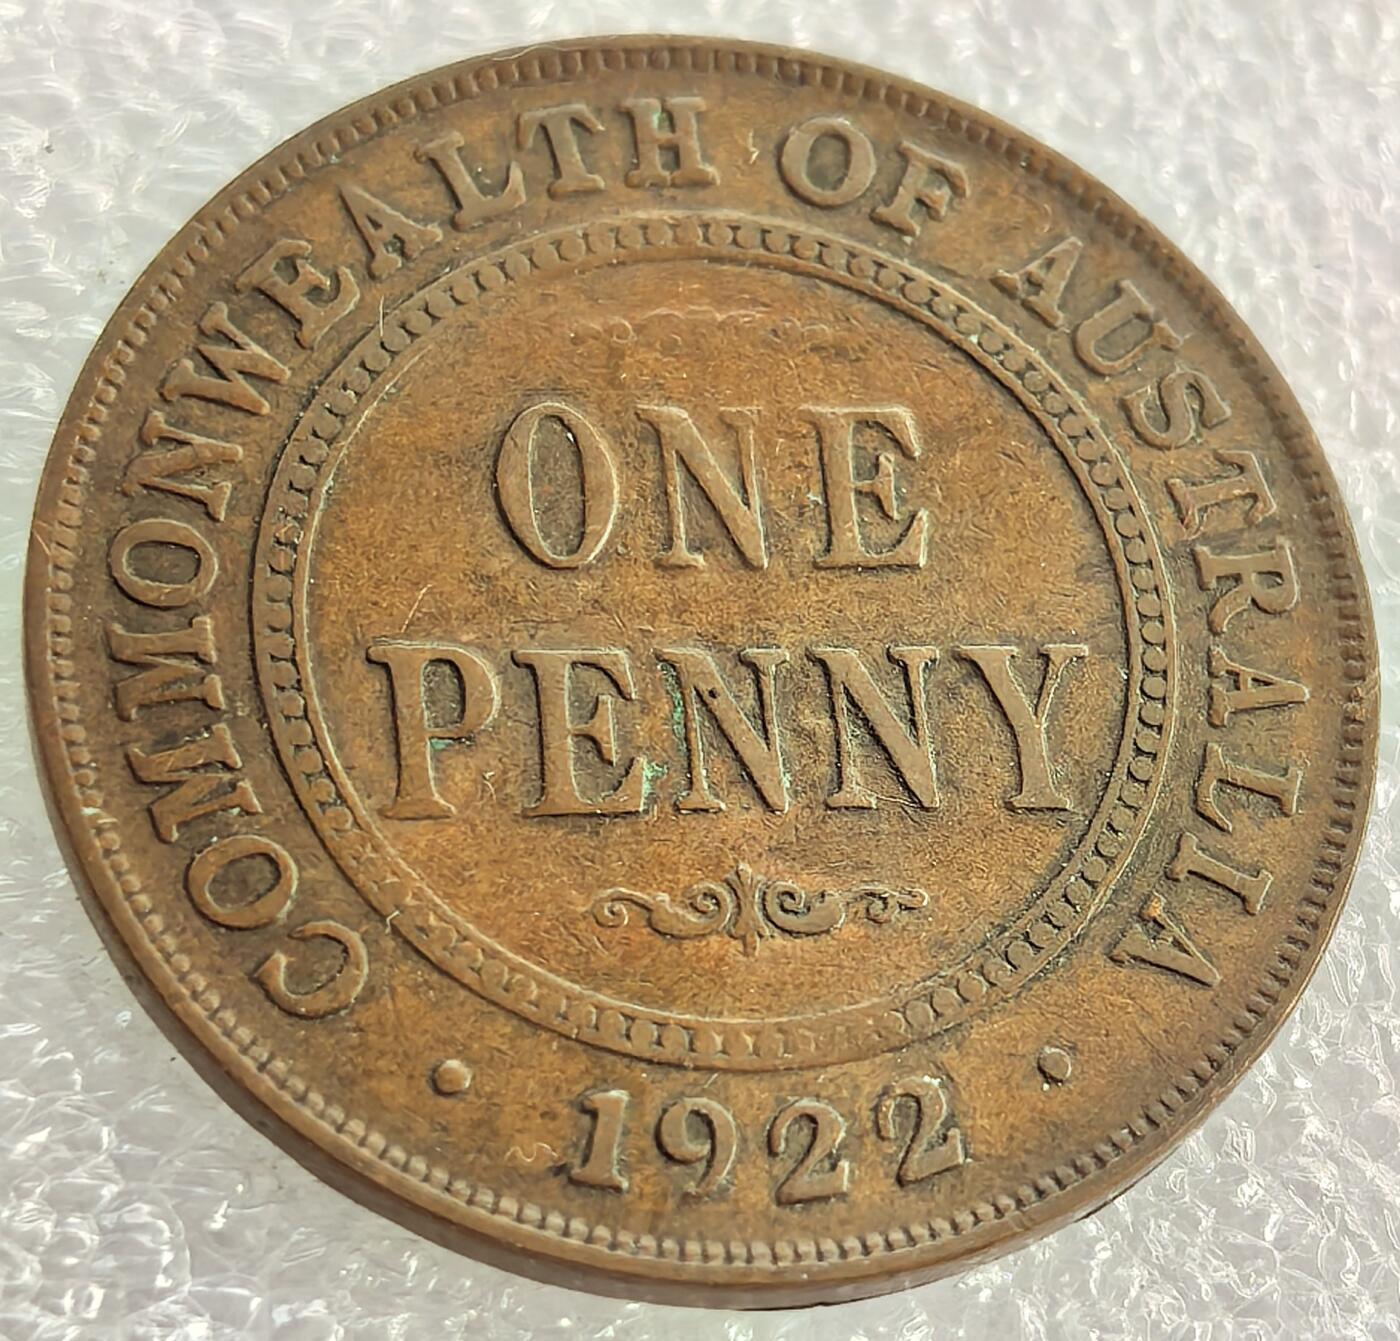 COMMONWEALTH OF AUSTRALIA
ONE
PENNY
· 1922 ·